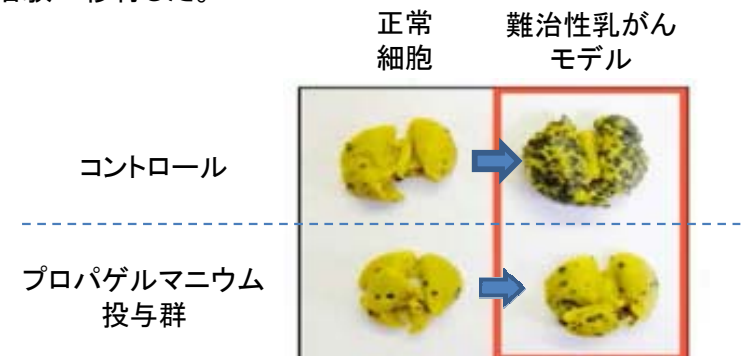 正常
細胞
難治性乳がん
モデル
コントロール
プロパゲルマニウム
投与群